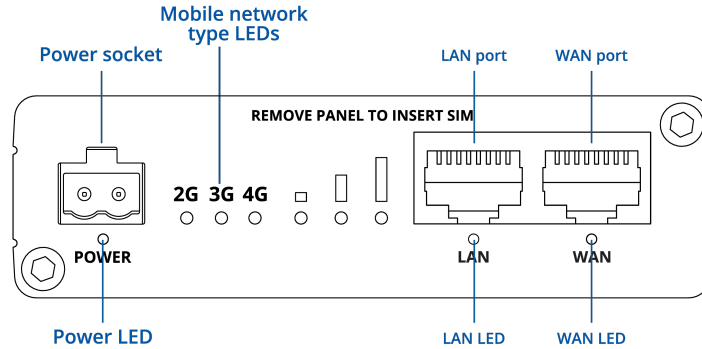 Mobile network
type LEDs
Power socket
LAN port
WAN port
REMOVE PANEL TO INSERT SIM
2G 3G 4G
POWER
LAN
WAN
Power LED
LAN LED
WAN LED